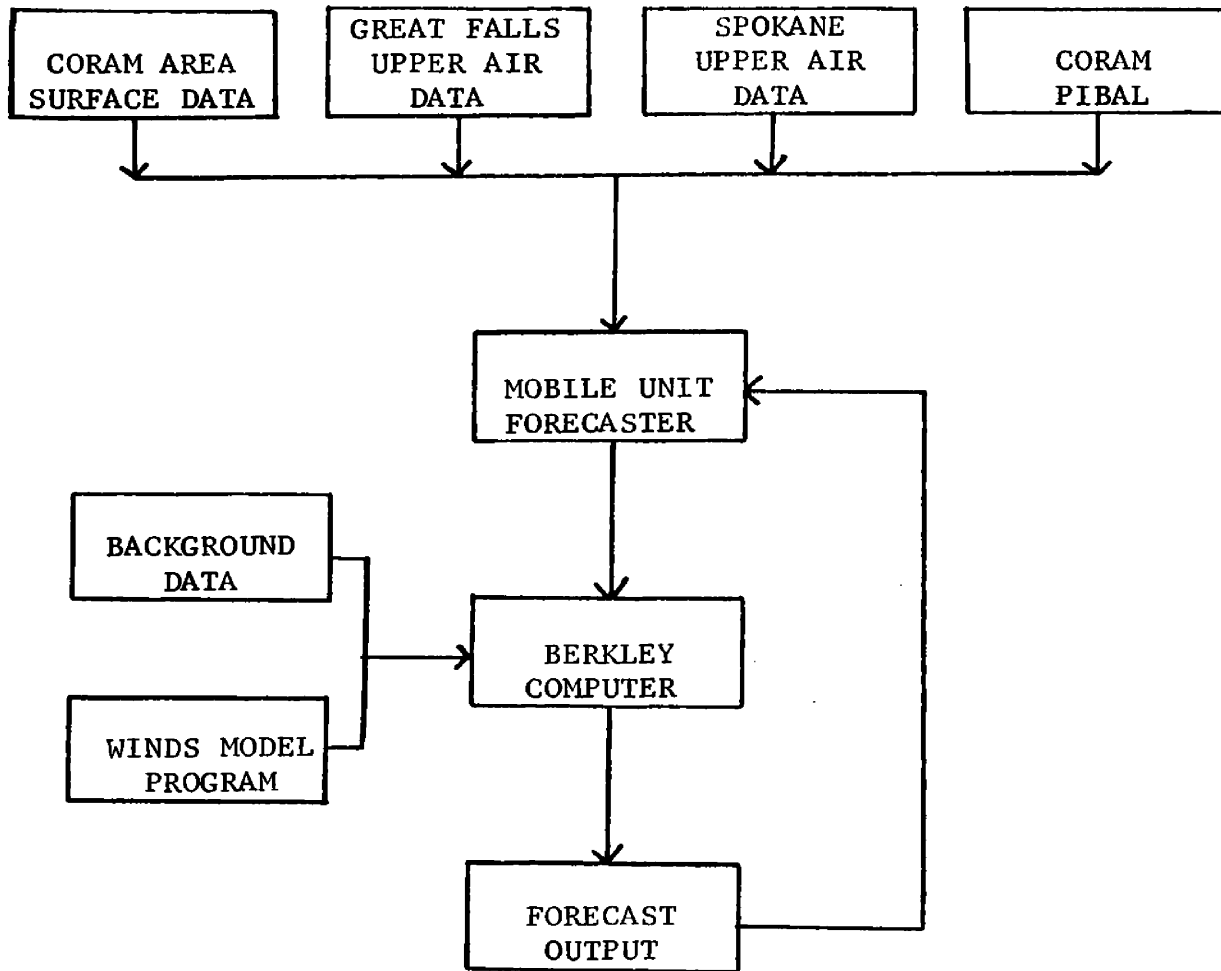 CORAM AREA
SURFACE DATA
GREAT FALLS
UPPER AIR
DATA
SPOKANE
UPPER AIR
DATA
CORAM
PIBAL
MOBILE UNIT
FORECASTER
BACKGROUND
DATA
BERKLEY
COMPUTER
WINDS MODEL
PROGRAM
FORECAST
OUTPUT